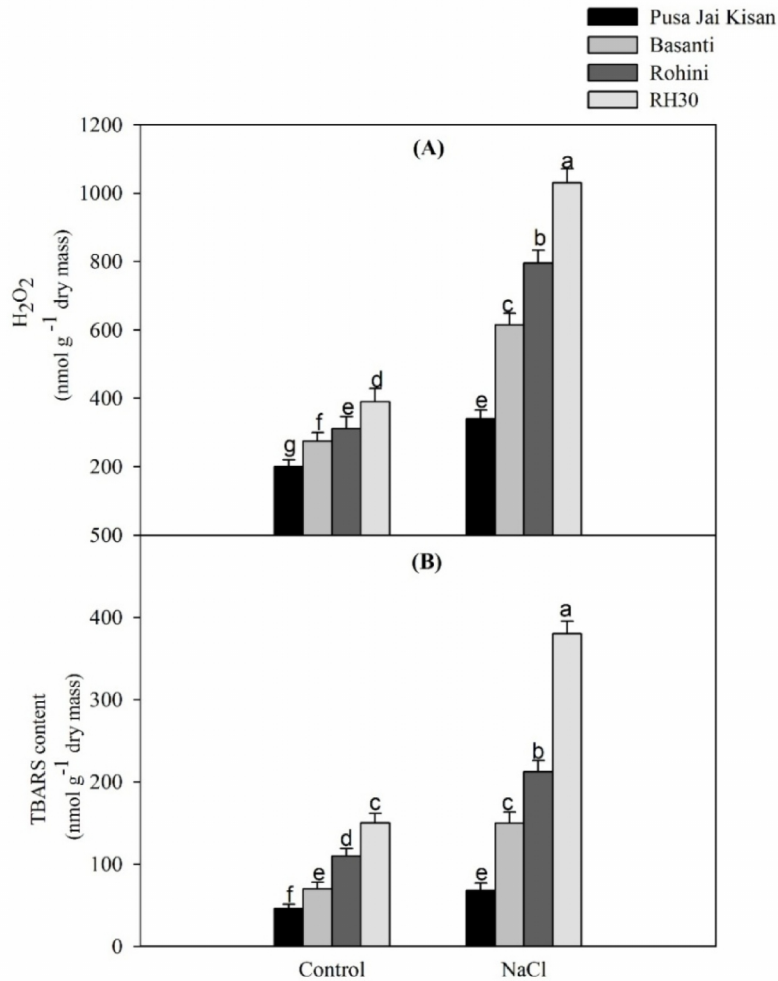 Pusa Jai Kisan
Basanti
Rohini
RH30
(A)
1200
1000
800
600
400
200
H2O2
(nmol g-1 dry mass)
g
f
e
d
e
c
b
a
(B)
500
400
300
200
100
0
TBARS content
(nmol g-1 dry mass)
f
e
d
c
e
c
b
a
Control
NaCl